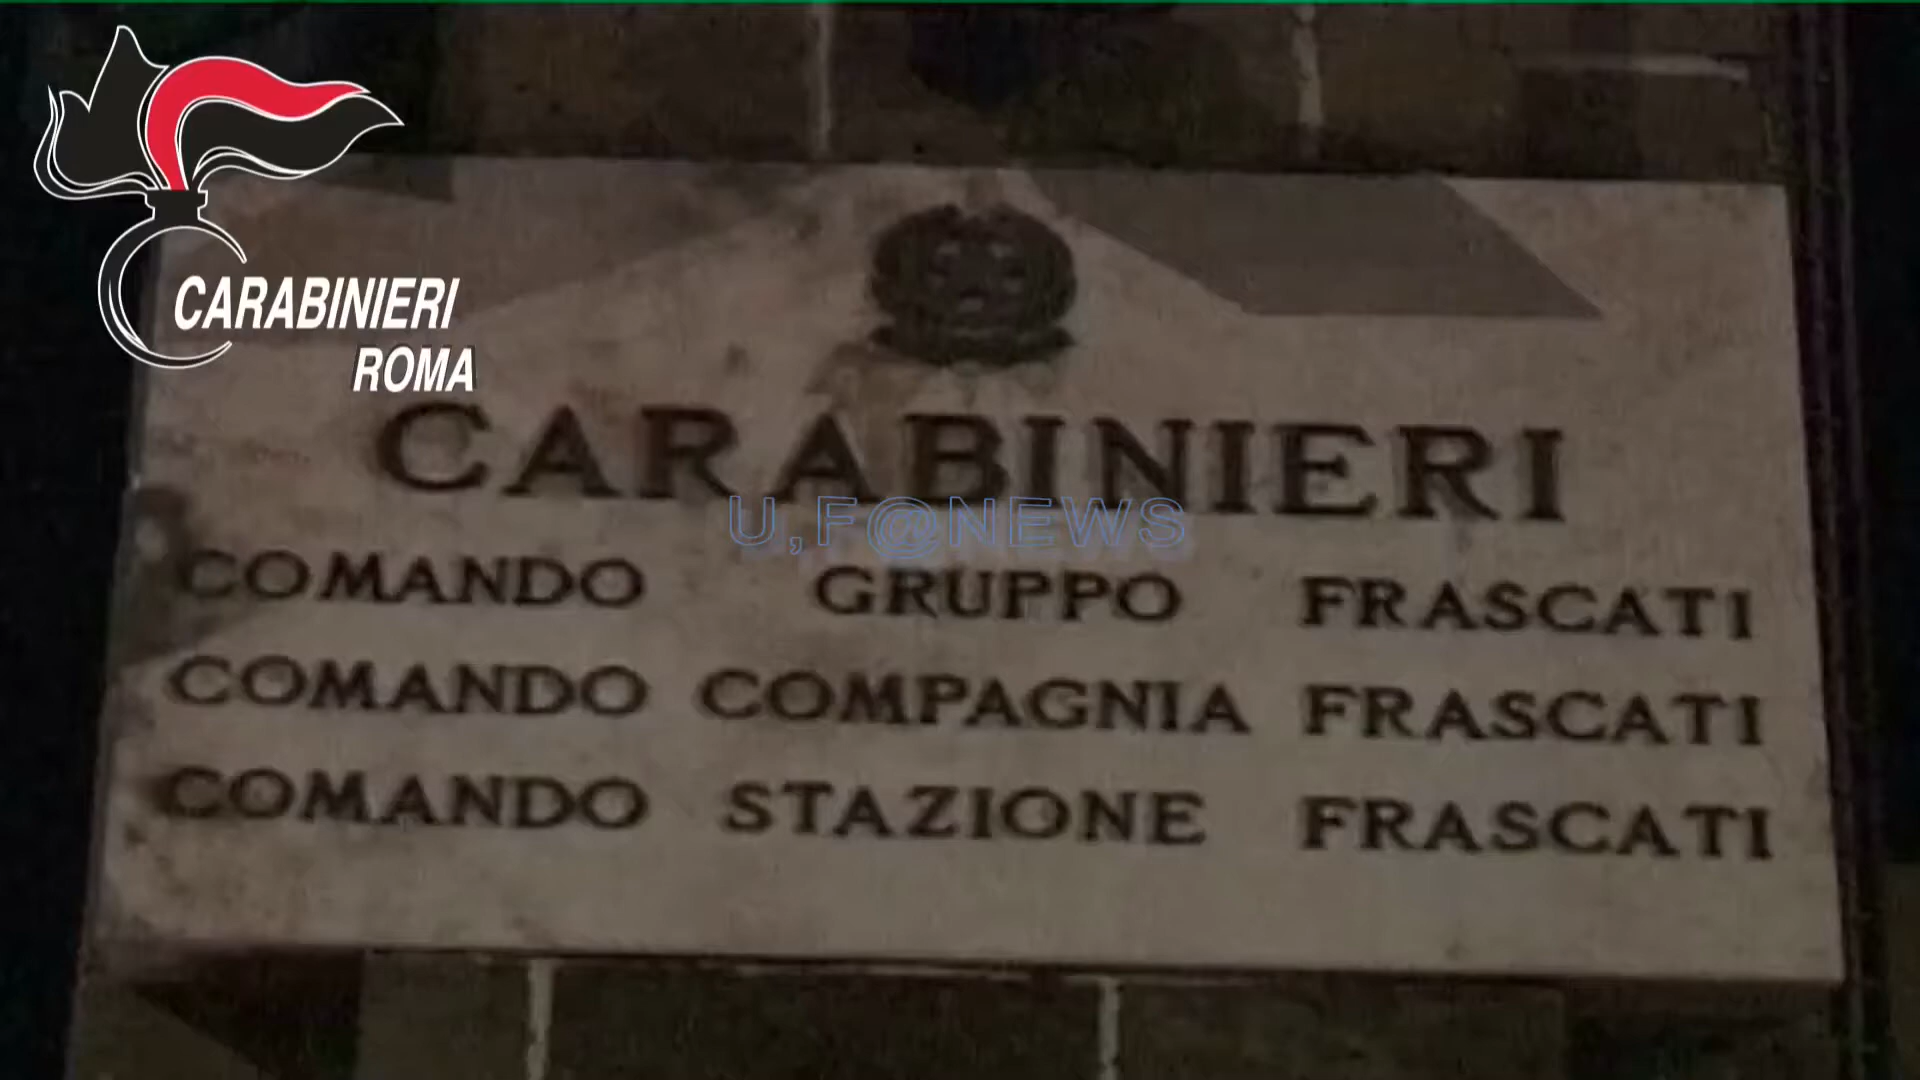 CARABINIERI
ROMA
CARABINIERI
U,F@NEWS
COMANDO GRUPPO FRASCATI
COMANDO COMPAGNIA FRASCATI
COMANDO STAZIONE FRASCATI